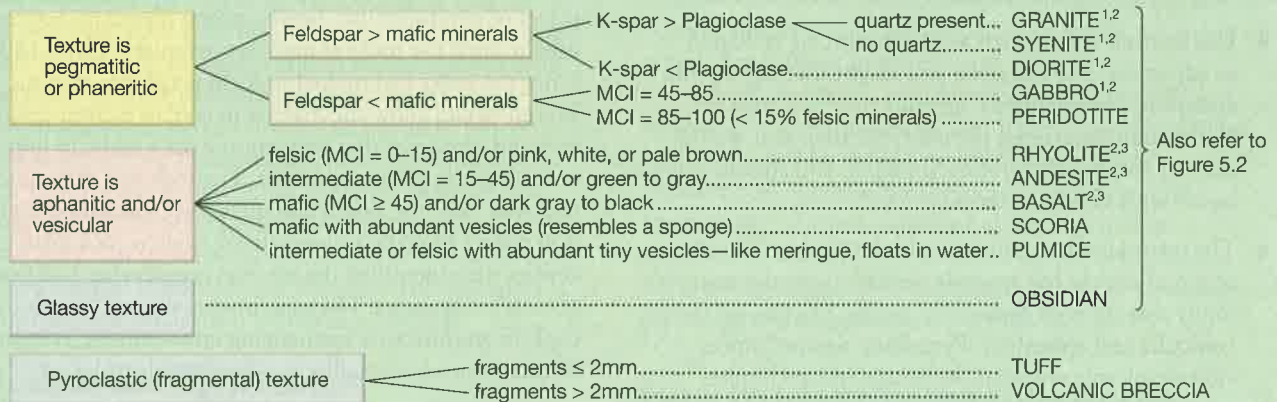 Texture is
pegmatitic
or phaneritic
Feldspar > mafic minerals
K-spar > Plagioclase
quartz present... GRANITE1,2
no quartz......... SYENITE1,2
K-spar < Plagioclase............................................ DIORITE1,2
Feldspar < mafic minerals
MCI = 45–85 ........................................................ GABBRO1,2
MCI = 85–100 (< 15% felsic minerals) ........... PERIDOTITE
Texture is
aphanitic and/or
vesicular
felsic (MCI = 0–15) and/or pink, white, or pale brown....................................... RHYOLITE2,3
intermediate (MCI = 15–45) and/or green to gray............................................. ANDESITE2,3
mafic (MCI ≥ 45) and/or dark gray to black ...................................................... BASALT2,3
mafic with abundant vesicles (resembles a sponge) ......................................... SCORIA
intermediate or felsic with abundant tiny vesicles—like meringue, floats in water.. PUMICE
Glassy texture
OBSIDIAN
Also refer to
Figure 5.2
Pyroclastic (fragmental) texture
fragments ≤ 2mm.......................................................... TUFF
fragments > 2mm.......................................................... VOLCANIC BRECCIA